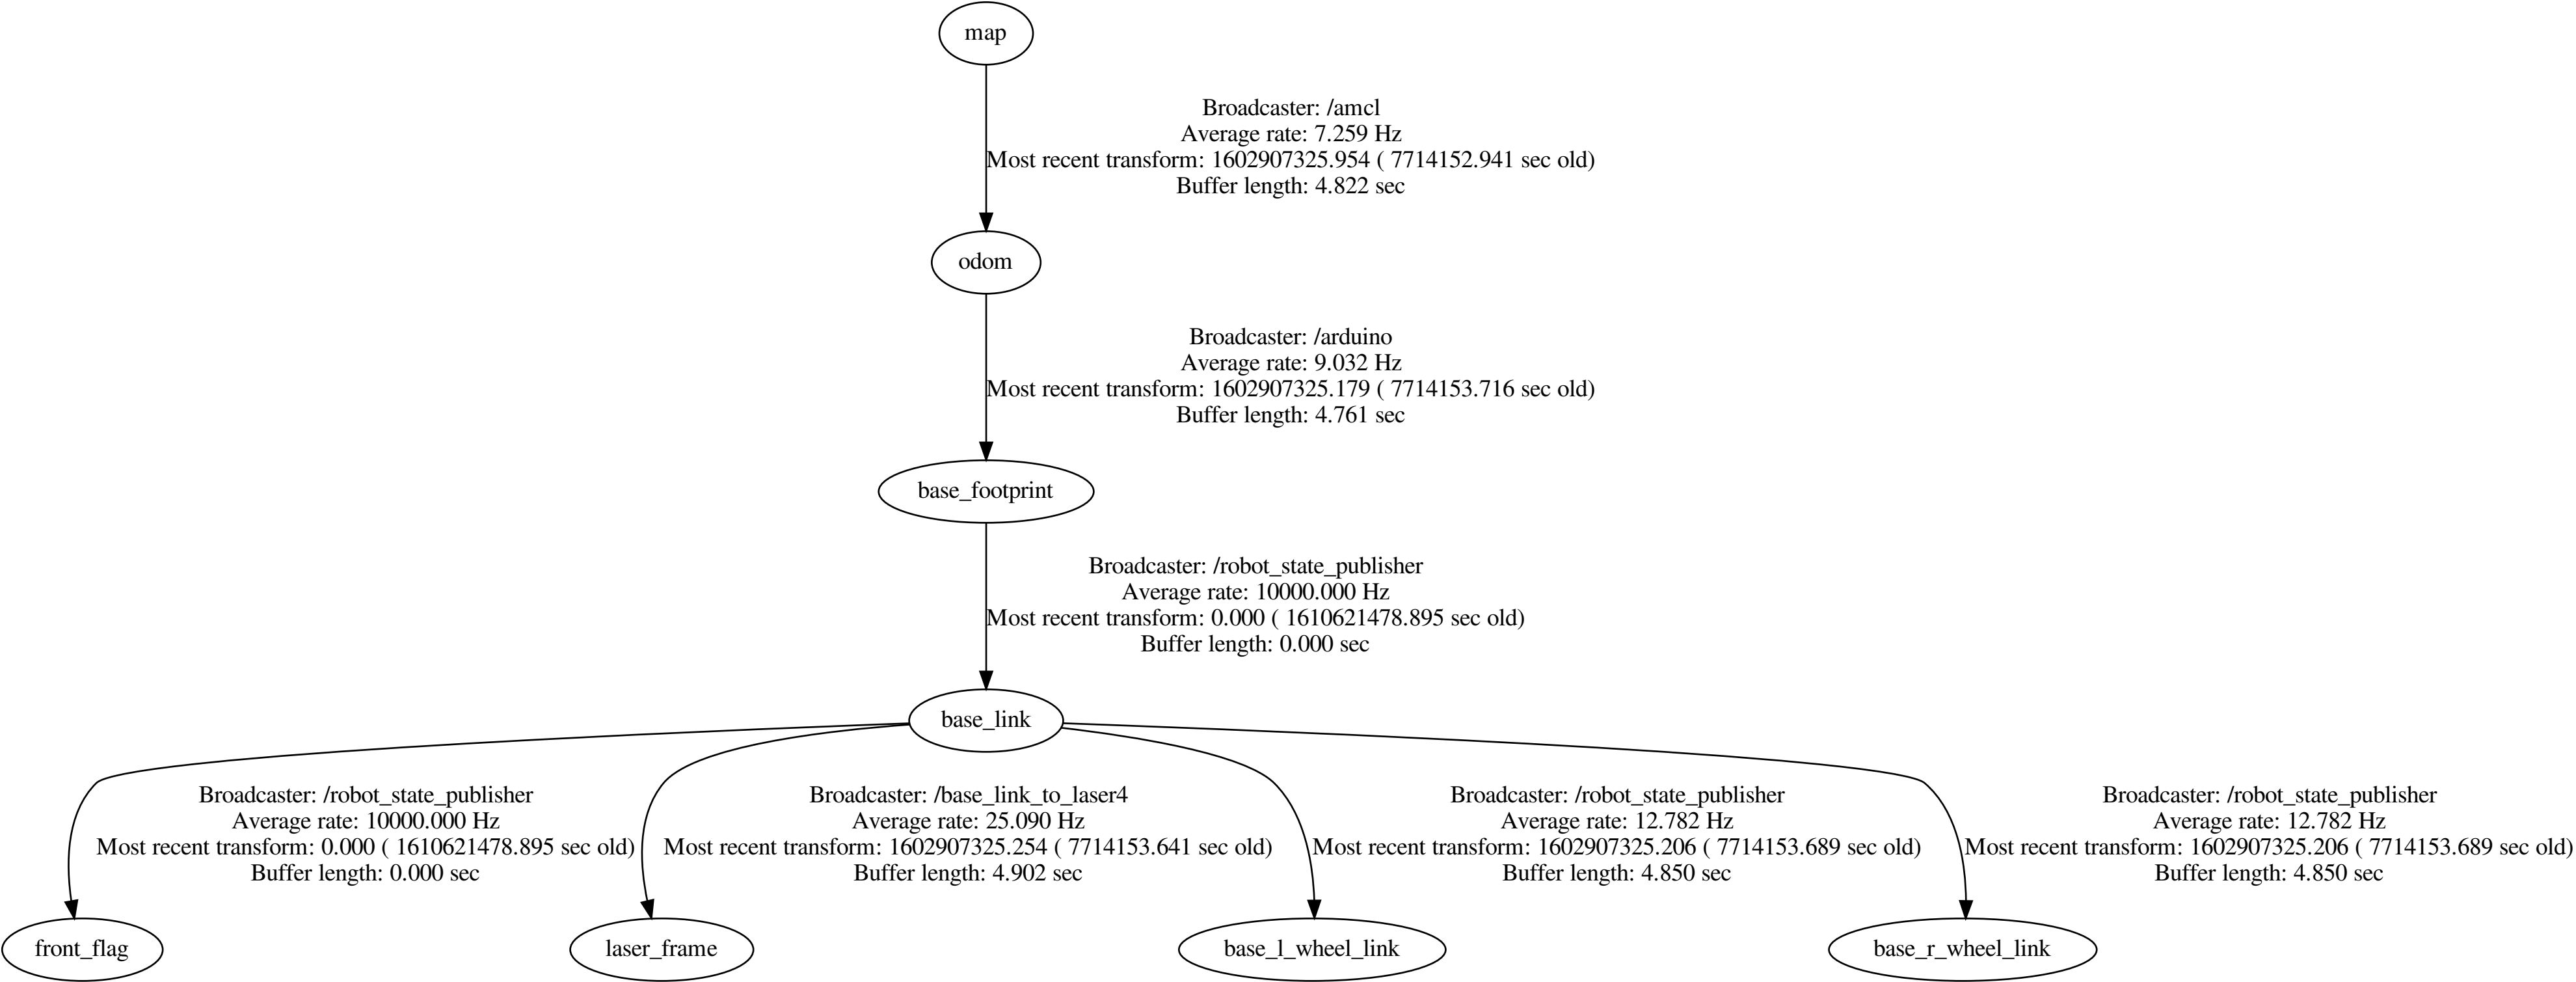 map
Broadcaster: /amcl
Average rate: 7.259 Hz
Most recent transform: 1602907325.954 ( 7714152.941 sec old)
Buffer length: 4.822 sec
odom
Broadcaster: /arduino
Average rate: 9.032 Hz
Most recent transform: 1602907325.179 ( 7714153.716 sec old)
Buffer length: 4.761 sec
base_footprint
Broadcaster: /robot_state_publisher
Average rate: 10000.000 Hz
Most recent transform: 0.000 ( 1610621478.895 sec old)
Buffer length: 0.000 sec
base_link
Broadcaster: /robot_state_publisher
Average rate: 10000.000 Hz
Most recent transform: 0.000 ( 1610621478.895 sec old)
Buffer length: 0.000 sec
Broadcaster: /base_link_to_laser4
Average rate: 25.090 Hz
Most recent transform: 1602907325.254 ( 7714153.641 sec old)
Buffer length: 4.902 sec
Broadcaster: /robot_state_publisher
Average rate: 12.782 Hz
Most recent transform: 1602907325.206 ( 7714153.689 sec old)
Buffer length: 4.850 sec
Broadcaster: /robot_state_publisher
Average rate: 12.782 Hz
Most recent transform: 1602907325.206 ( 7714153.689 sec old)
Buffer length: 4.850 sec
front_flag
laser_frame
base_l_wheel_link
base_r_wheel_link